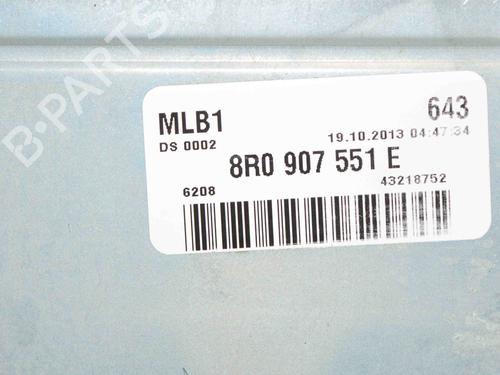 B-PARTS
MLB1 643
DS 0002 19.10.2013 04:47:34
8R0 907 551 E
6208 43218752